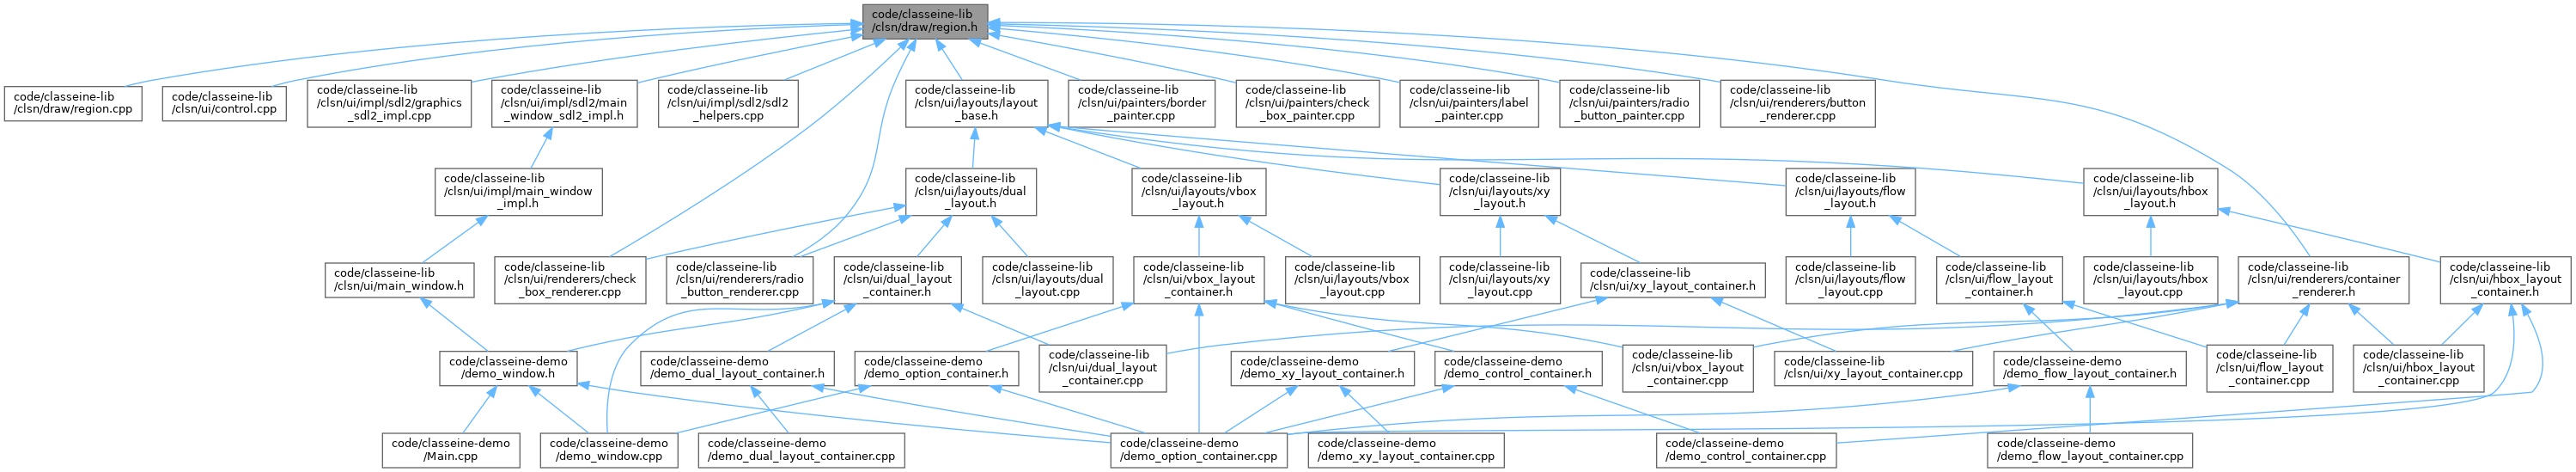 code/classeine-lib
/clsn/draw/region.h
code/classeine-lib
/clsn/draw/region.cpp
code/classeine-lib
/clsn/ui/control.cpp
code/classeine-lib
/clsn/ui/impl/sdl2/graphics
_sdl2_impl.cpp
code/classeine-lib
/clsn/ui/impl/sdl2/main
_window_sdl2_impl.h
code/classeine-lib
/clsn/ui/impl/sdl2/sdl2
_helpers.cpp
code/classeine-lib
/clsn/ui/layouts/layout
_base.h
code/classeine-lib
/clsn/ui/painters/border
_painter.cpp
code/classeine-lib
/clsn/ui/painters/check
_box_painter.cpp
code/classeine-lib
/clsn/ui/painters/label
_painter.cpp
code/classeine-lib
/clsn/ui/painters/radio
_button_painter.cpp
code/classeine-lib
/clsn/ui/renderers/button
_renderer.cpp
code/classeine-lib
/clsn/ui/impl/main_window
_impl.h
code/classeine-lib
/clsn/ui/layouts/dual
_layout.h
code/classeine-lib
/clsn/ui/layouts/vbox
_layout.h
code/classeine-lib
/clsn/ui/layouts/xy
_layout.h
code/classeine-lib
/clsn/ui/layouts/flow
_layout.h
code/classeine-lib
/clsn/ui/layouts/hbox
_layout.h
code/classeine-lib
/clsn/ui/main_window.h
code/classeine-lib
/clsn/ui/renderers/check
_box_renderer.cpp
code/classeine-lib
/clsn/ui/renderers/radio
_button_renderer.cpp
code/classeine-lib
/clsn/ui/dual_layout
_container.h
code/classeine-lib
/clsn/ui/layouts/dual
_layout.cpp
code/classeine-lib
/clsn/ui/vbox_layout
_container.h
code/classeine-lib
/clsn/ui/layouts/vbox
_layout.cpp
code/classeine-lib
/clsn/ui/layouts/xy
_layout.cpp
code/classeine-lib
/clsn/ui/xy_layout_container.h
code/classeine-lib
/clsn/ui/layouts/flow
_layout.cpp
code/classeine-lib
/clsn/ui/flow_layout
_container.h
code/classeine-lib
/clsn/ui/layouts/hbox
_layout.cpp
code/classeine-lib
/clsn/ui/renderers/container
_renderer.h
code/classeine-lib
/clsn/ui/hbox_layout
_container.h
code/classeine-demo
/demo_window.h
code/classeine-demo
/demo_dual_layout_container.h
code/classeine-demo
/demo_option_container.h
code/classeine-lib
/clsn/ui/dual_layout
_container.cpp
code/classeine-demo
/demo_xy_layout_container.h
code/classeine-demo
/demo_control_container.h
code/classeine-lib
/clsn/ui/vbox_layout
_container.cpp
code/classeine-lib
/clsn/ui/xy_layout_container.cpp
code/classeine-demo
/demo_flow_layout_container.h
code/classeine-lib
/clsn/ui/flow_layout
_container.cpp
code/classeine-lib
/clsn/ui/hbox_layout
_container.cpp
code/classeine-demo
/Main.cpp
code/classeine-demo
/demo_window.cpp
code/classeine-demo
/demo_dual_layout_container.cpp
code/classeine-demo
/demo_option_container.cpp
code/classeine-demo
/demo_xy_layout_container.cpp
code/classeine-demo
/demo_control_container.cpp
code/classeine-demo
/demo_flow_layout_container.cpp